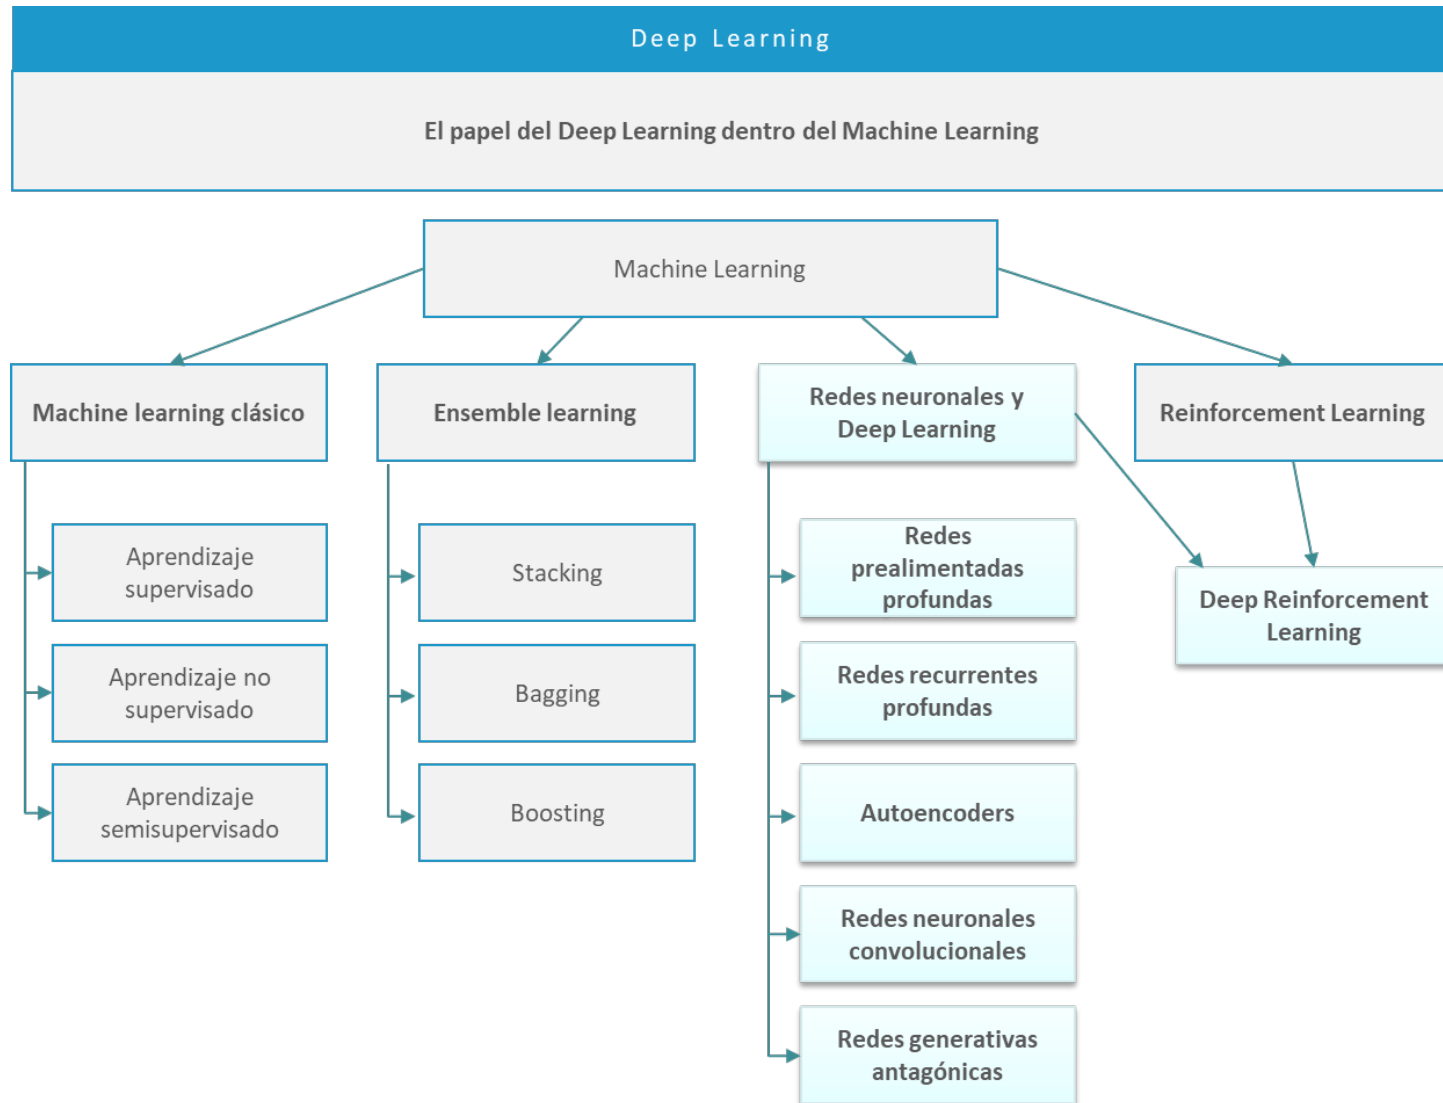 Deep Learning
El papel del Deep Learning dentro del Machine Learning
Machine Learning
Machine learning clásico
Ensemble learning
Redes neuronales y
Deep Learning
Reinforcement Learning
Aprendizaje
supervisado
Aprendizaje no
supervisado
Aprendizaje
semisupervisado
Stacking
Bagging
Boosting
Redes
prealimentadas
profundas
Redes recurrentes
profundas
Autoencoders
Redes neuronales
convolucionales
Redes generativas
antagónicas
Deep Reinforcement
Learning